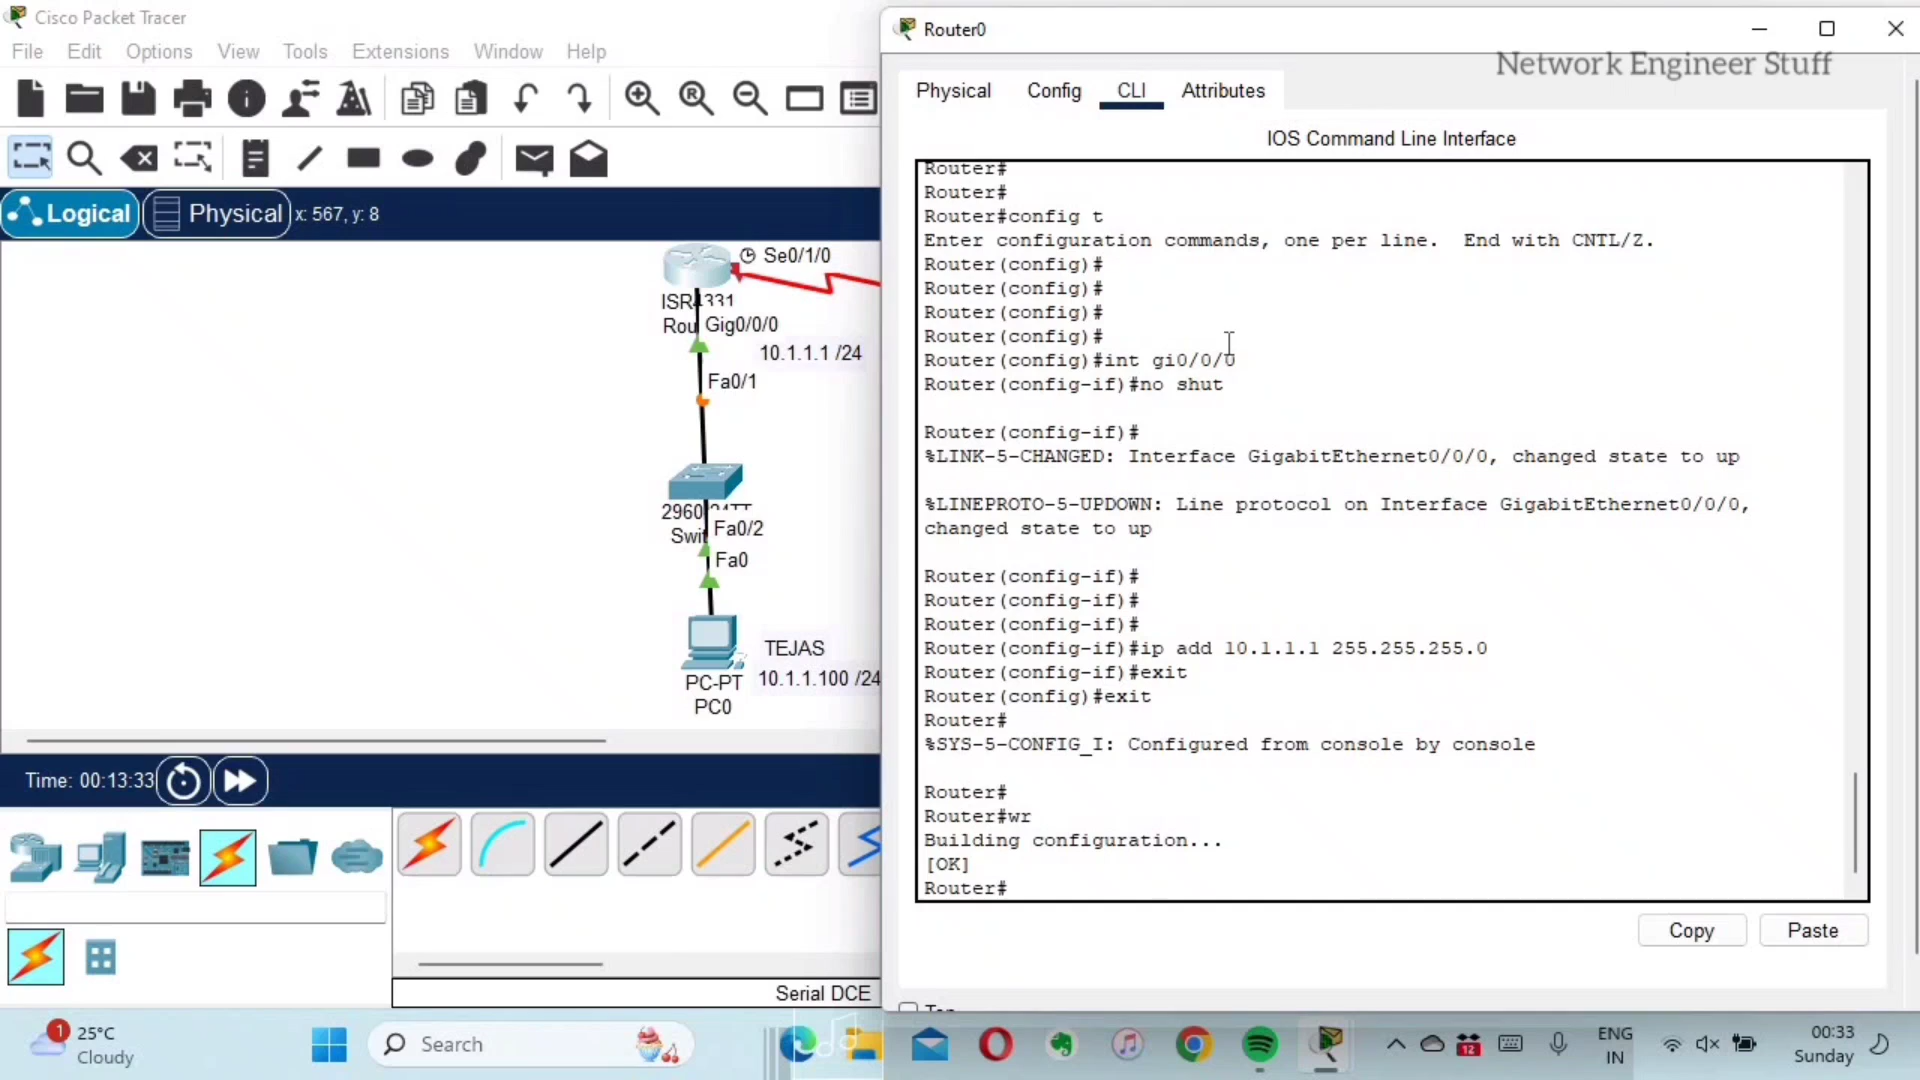 Cisco Packet Tracer
File Edit Options View Tools Extensions Window Help
Logical
Physical
x: 567, y: 8
Se0/1/0
ISR4331
Rou
Gig0/0/0
10.1.1.1 /24
Fa0/1
2960
Swit
Fa0/2
Fa0
TEJAS
10.1.1.100 /24
PC-PT
PC0
Time: 00:13:33
Serial DCE
Router0
Network Engineer Stuff
Physical Config CLI Attributes
IOS Command Line Interface
Router#
Router#
Router#config t
Enter configuration commands, one per line.  End with CNTL/Z.
Router(config)#
Router(config)#
Router(config)#
Router(config)#
Router(config)#int gi0/0/0
Router(config-if)#no shut
Router(config-if)#
%LINK-5-CHANGED: Interface GigabitEthernet0/0/0, changed state to up
%LINEPROTO-5-UPDOWN: Line protocol on Interface GigabitEthernet0/0/0,
changed state to up
Router(config-if)#
Router(config-if)#
Router(config-if)#
Router(config-if)#ip add 10.1.1.1 255.255.255.0
Router(config-if)#exit
Router(config)#exit
Router#
%SYS-5-CONFIG_I: Configured from console by console
Router#
Router#wr
Building configuration...
[OK]
Router#
Copy
Paste
1
25°C
Cloudy
Search
12
ENG
IN
00:33
Sunday